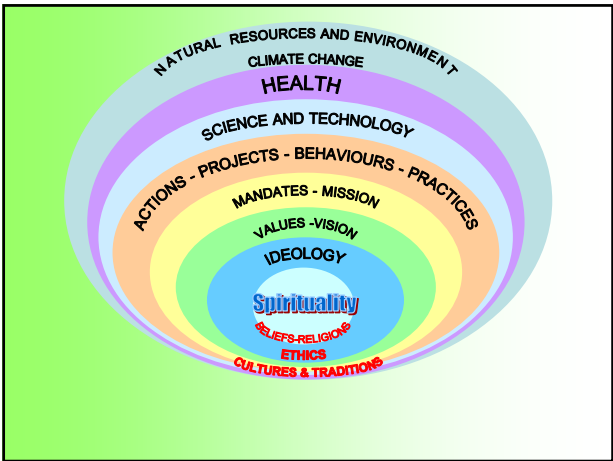 NATURAL RESOURCES AND ENVIRONMENT
CLIMATE CHANGE
HEALTH
SCIENCE AND TECHNOLOGY
ACTIONS - PROJECTS - BEHAVIOURS - PRACTICES
MANDATES - MISSION
VALUES -VISION
IDEOLOGY
Spirituality
BELIEFS-RELIGIONS
ETHICS
CULTURES & TRADITIONS